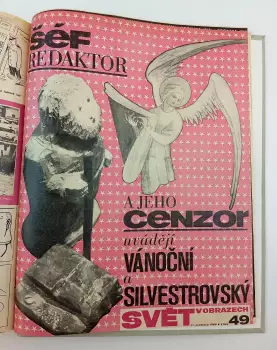 šéf
REDAKTOR
A JEHO
cenzor
uvádějí
VÁNOČNÍ
a
SILVESTROVSKÝ
SVĚT V OBRAZECH
49